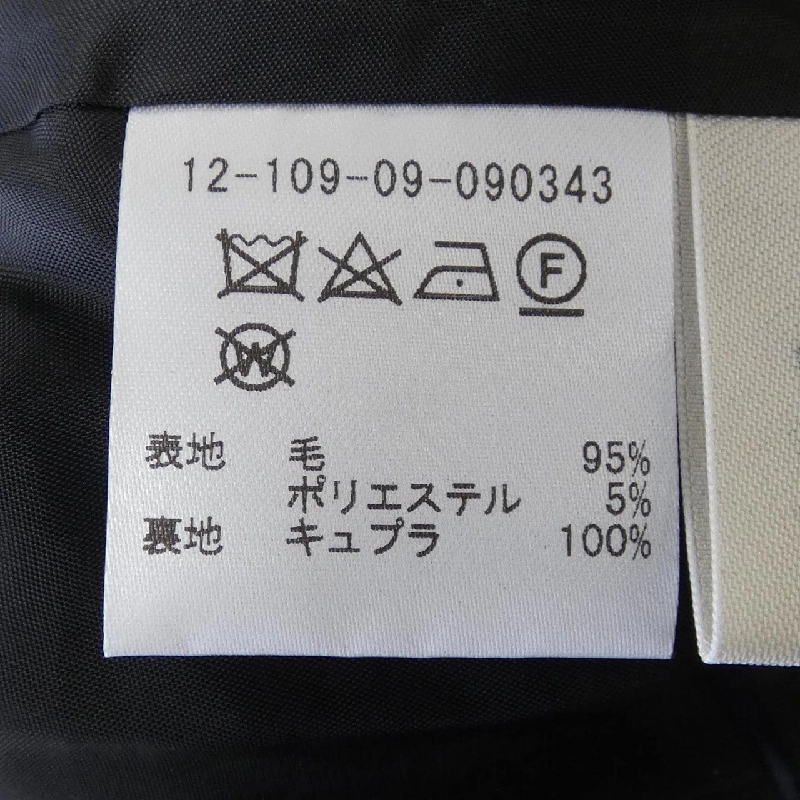 12-109-09-090343
F
W
表地 毛 95%
ポリエステル 5%
裏地 キュプラ 100%